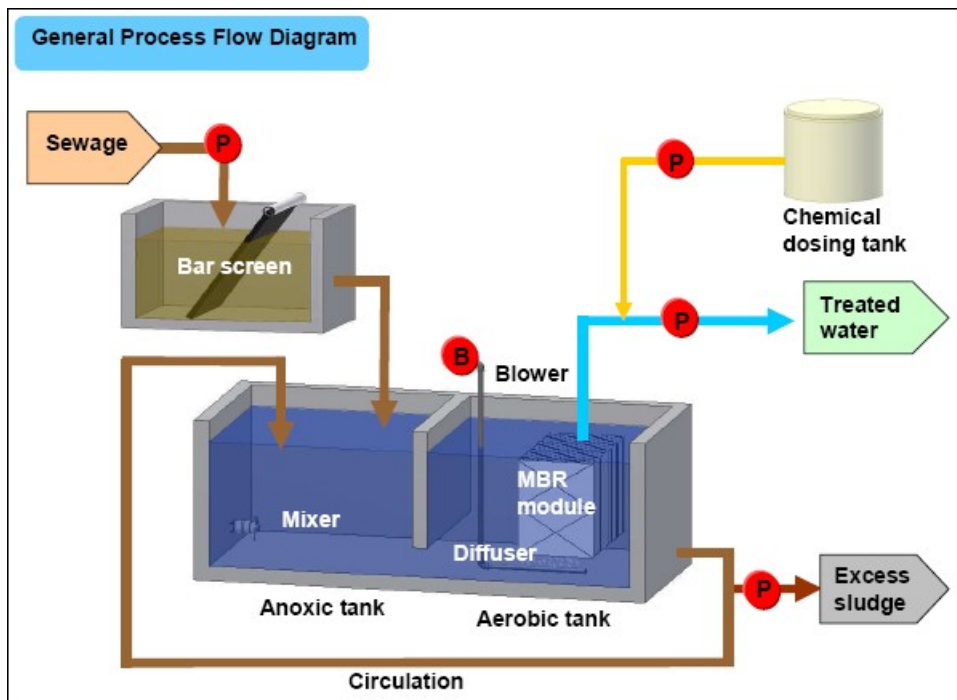 General Process Flow Diagram
Sewage
P
P
Chemical
dosing tank
Bar screen
P
Treated
water
B
Blower
MBR
module
Mixer
Diffuser
Anoxic tank
Aerobic tank
P
Excess
sludge
Circulation